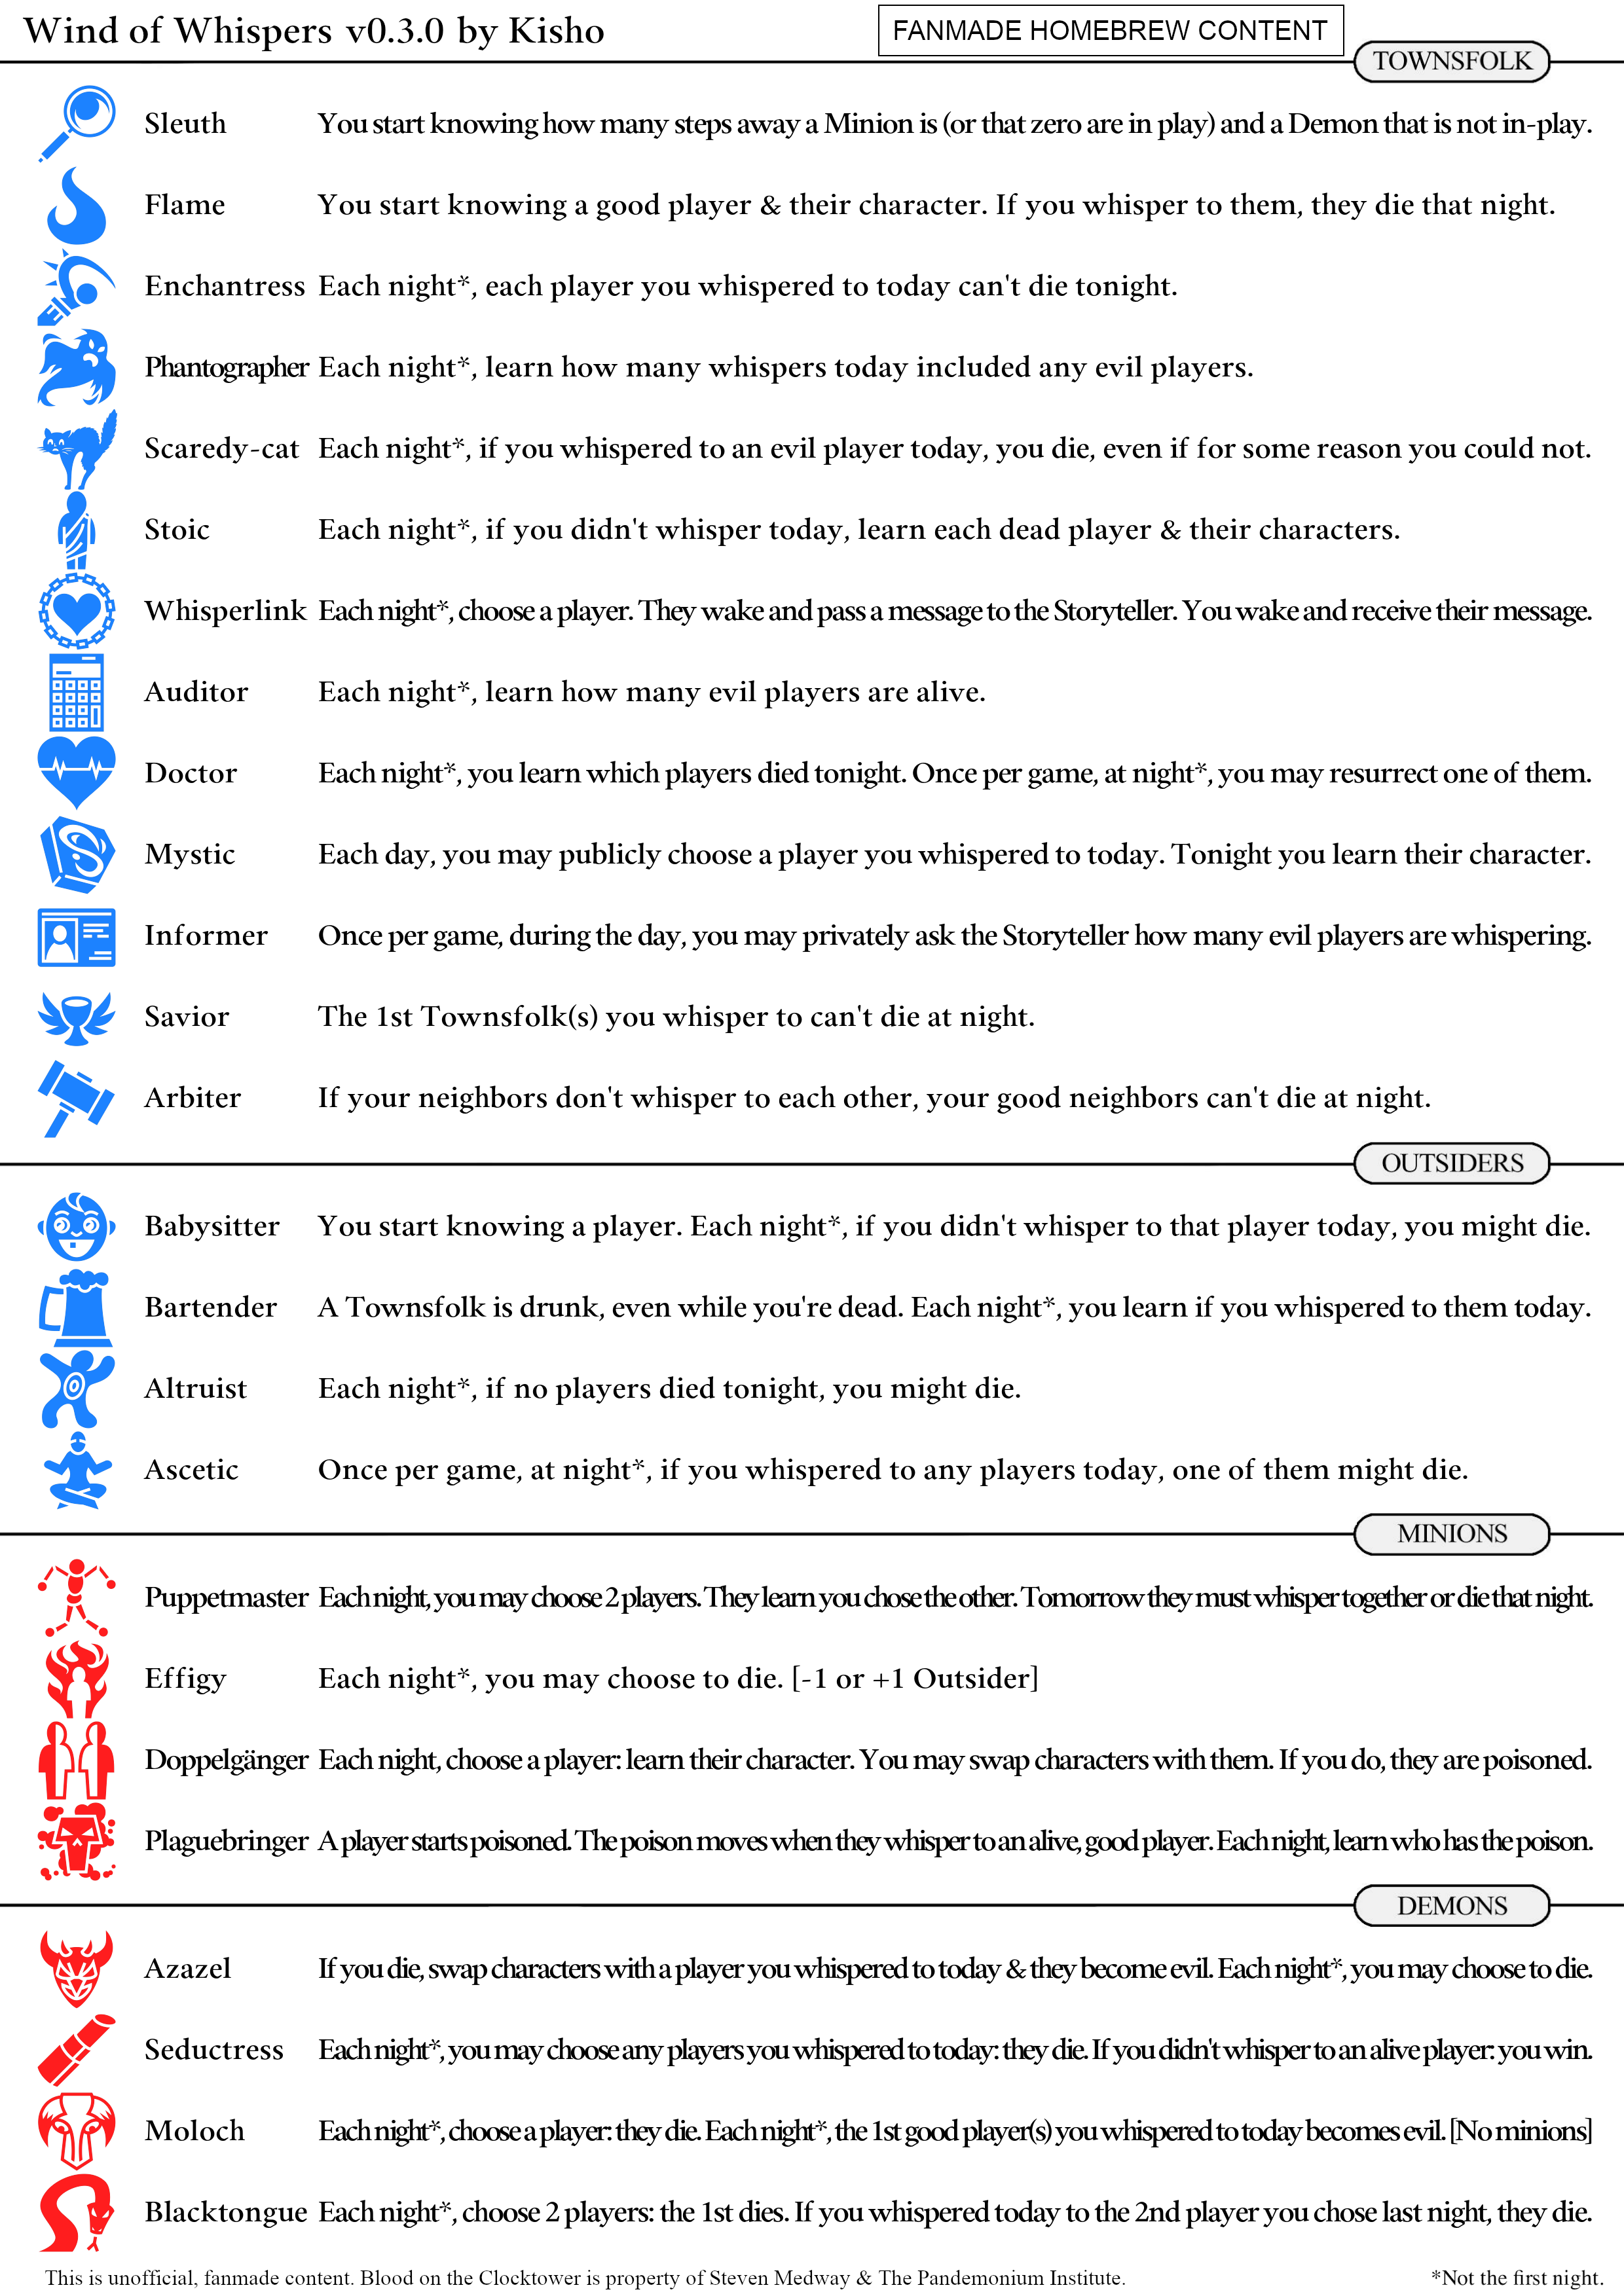 Wind of Whispers v0.3.0 by Kisho
FANMADE HOMEBREW CONTENT
TOWNSFOLK
Sleuth You start knowing how many steps away a Minion is (or that zero are in play) and a Demon that is not in-play.
Flame You start knowing a good player & their character. If you whisper to them, they die that night.
Enchantress Each night*, each player you whispered to today can't die tonight.
Phantographer Each night*, learn how many whispers today included any evil players.
Scaredy-cat Each night*, if you whispered to an evil player today, you die, even if for some reason you could not.
Stoic Each night*, if you didn't whisper today, learn each dead player & their characters.
Whisperlink Each night*, choose a player. They wake and pass a message to the Storyteller. You wake and receive their message.
Auditor Each night*, learn how many evil players are alive.
Doctor Each night*, you learn which players died tonight. Once per game, at night*, you may resurrect one of them.
Mystic Each day, you may publicly choose a player you whispered to today. Tonight you learn their character.
Informer Once per game, during the day, you may privately ask the Storyteller how many evil players are whispering.
Savior The 1st Townsfolk(s) you whisper to can't die at night.
Arbiter If your neighbors don't whisper to each other, your good neighbors can't die at night.
OUTSIDERS
Babysitter You start knowing a player. Each night*, if you didn't whisper to that player today, you might die.
Bartender A Townsfolk is drunk, even while you're dead. Each night*, you learn if you whispered to them today.
Altruist Each night*, if no players died tonight, you might die.
Ascetic Once per game, at night*, if you whispered to any players today, one of them might die.
MINIONS
Puppetmaster Each night, you may choose 2 players. They learn you chose the other. Tomorrow they must whisper together or die that night.
Effigy Each night*, you may choose to die. [-1 or +1 Outsider]
Doppelgänger Each night, choose a player: learn their character. You may swap characters with them. If you do, they are poisoned.
Plaguebringer A player starts poisoned. The poison moves when they whisper to an alive, good player. Each night, learn who has the poison.
DEMONS
Azazel If you die, swap characters with a player you whispered to today & they become evil. Each night*, you may choose to die.
Seductress Each night*, you may choose any players you whispered to today: they die. If you didn't whisper to an alive player: you win.
Moloch Each night*, choose a player: they die. Each night*, the 1st good player(s) you whispered to today becomes evil. [No minions]
Blacktongue Each night*, choose 2 players: the 1st dies. If you whispered today to the 2nd player you chose last night, they die.
This is unofficial, fanmade content. Blood on the Clocktower is property of Steven Medway & The Pandemonium Institute.
*Not the first night.